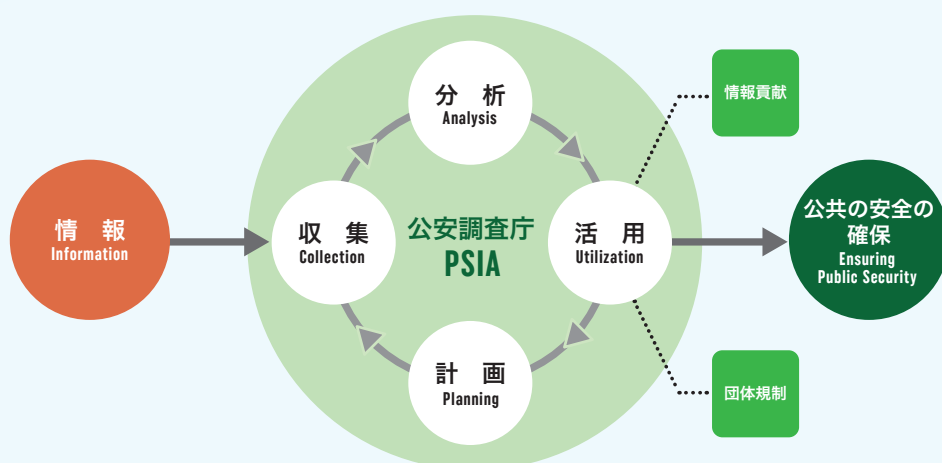 分　析
Analysis
情報貢献
情　報
Information
収　集
Collection
公安調査庁
PSIA
活　用
Utilization
公共の安全の
確保
Ensuring
Public Security
計　画
Planning
団体規制